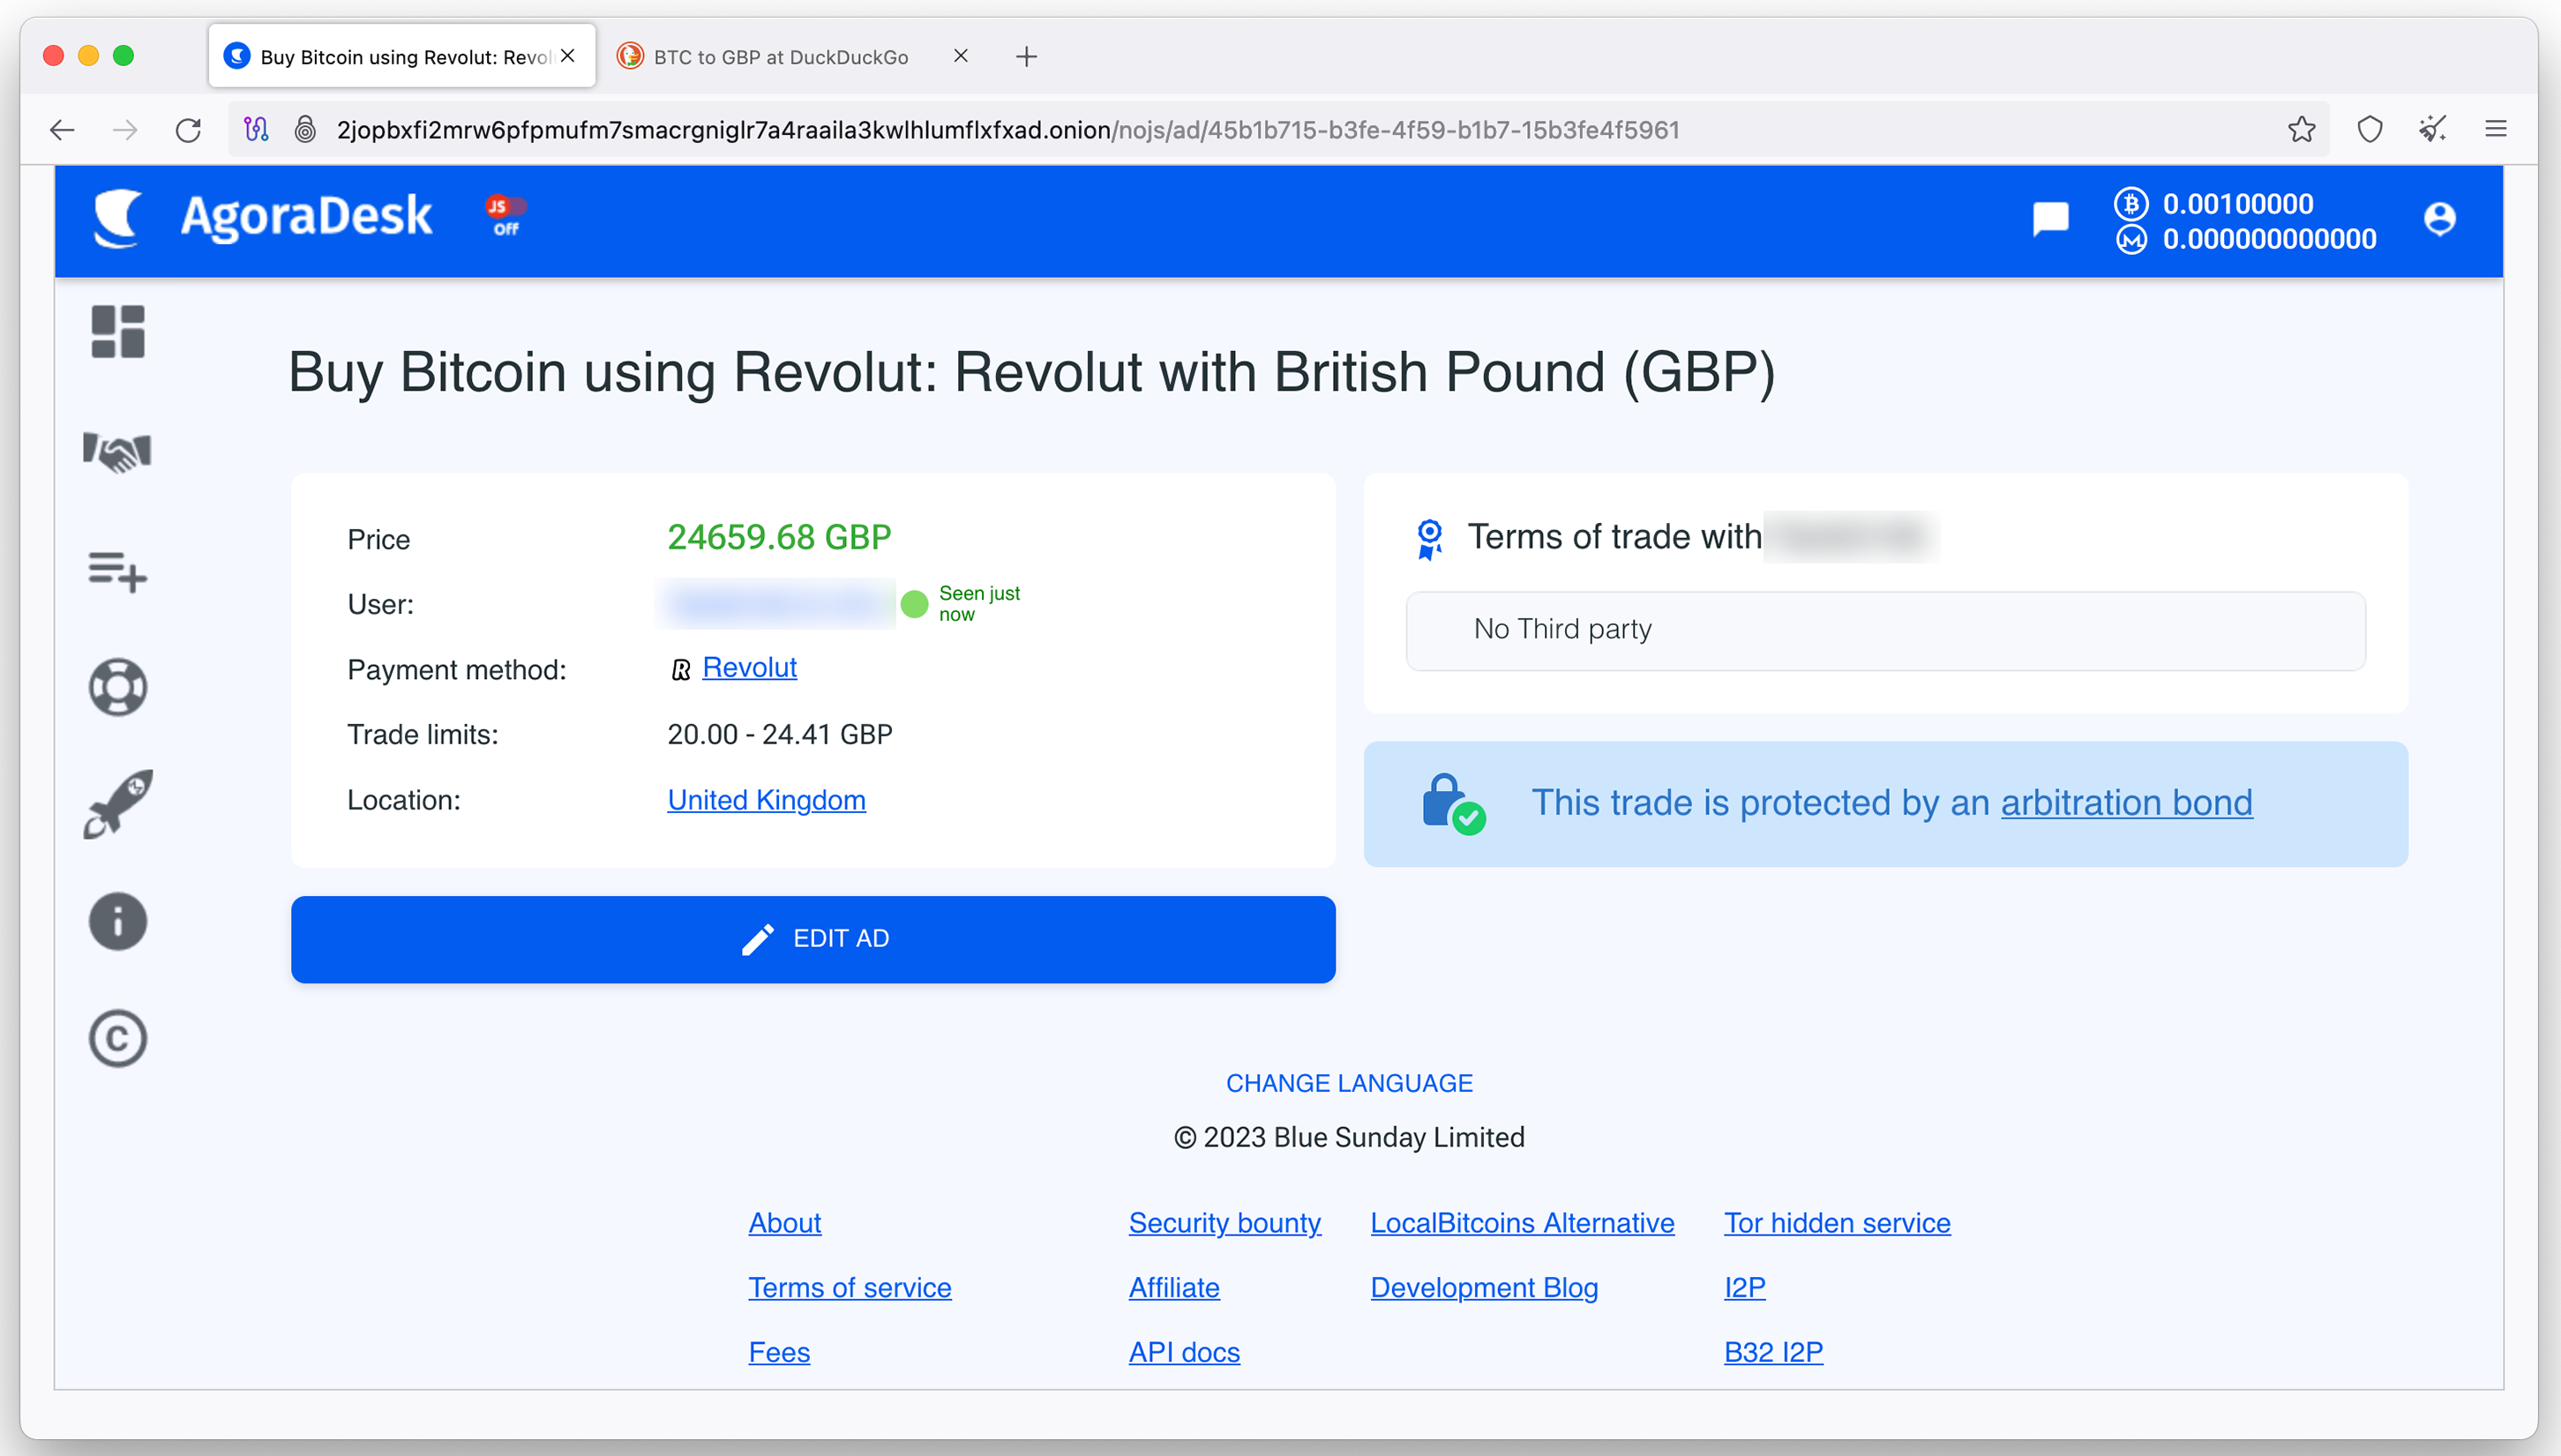 Buy Bitcoin using Revolut: Revol
BTC to GBP at DuckDuckGo
2jopbxfi2mrw6pfpmufm7smacrgniglr7a4raaila3kwlhlumflxfxad.onion/nojs/ad/45b1b715-b3fe-4f59-b1b7-15b3fe4f5961
AgoraDesk
JS
Off
0.00100000
0.000000000000
Buy Bitcoin using Revolut: Revolut with British Pound (GBP)
Price 24659.68 GBP
User: Seen just
now
Payment method: Revolut
Trade limits: 20.00 - 24.41 GBP
Location: United Kingdom
EDIT AD
Terms of trade with
No Third party
This trade is protected by an arbitration bond
CHANGE LANGUAGE
© 2023 Blue Sunday Limited
About Security bounty LocalBitcoins Alternative Tor hidden service
Terms of service Affiliate Development Blog I2P
Fees API docs B32 I2P